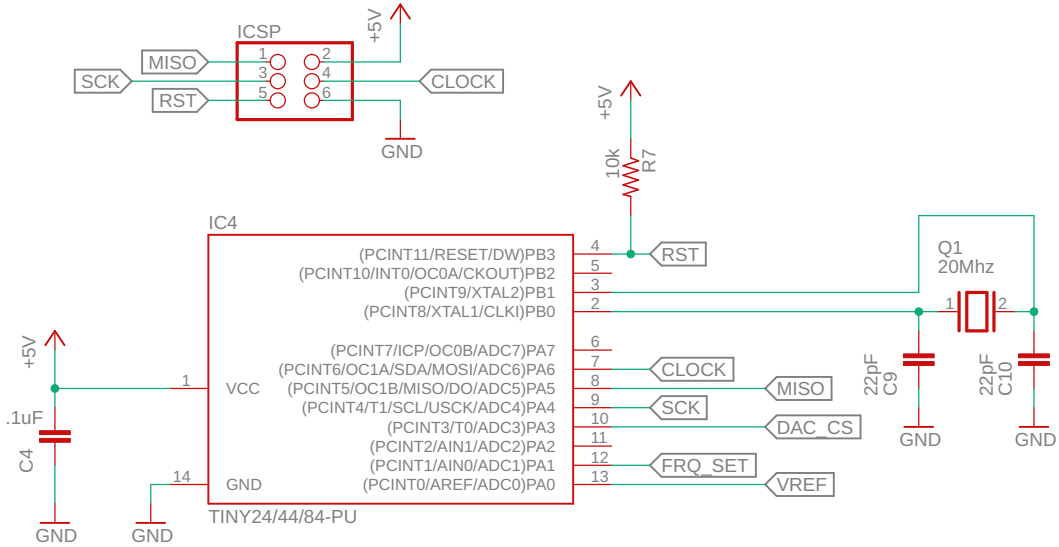 +5V
ICSP
MISO
1
2
SCK
3
4
CLOCK
RST
5
6
GND
+5V
10k
R7
IC4
(PCINT11/RESET/DW)PB3
4
RST
(PCINT10/INT0/OC0A/CKOUT)PB2
5
(PCINT9/XTAL2)PB1
3
(PCINT8/XTAL1/CLKI)PB0
2
Q1
20Mhz
1
2
(PCINT7/ICP/OC0B/ADC7)PA7
6
(PCINT6/OC1A/SDA/MOSI/ADC6)PA6
7
CLOCK
(PCINT5/OC1B/MISO/DO/ADC5)PA5
8
MISO
(PCINT4/T1/SCL/USCK/ADC4)PA4
9
SCK
(PCINT3/T0/ADC3)PA3
10
DAC_CS
(PCINT2/AIN1/ADC2)PA2
11
(PCINT1/AIN0/ADC1)PA1
12
FRQ_SET
(PCINT0/AREF/ADC0)PA0
13
VREF
22pF
C9
GND
22pF
C10
GND
+5V
1
VCC
.1uF
C4
GND
14
GND
GND
TINY24/44/84-PU